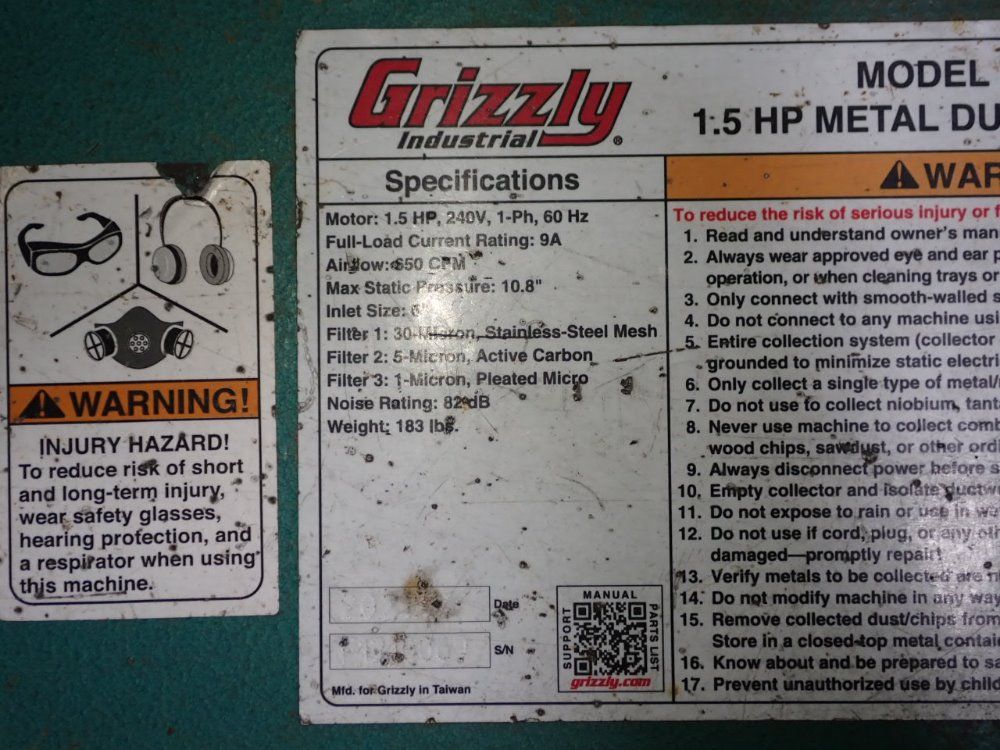 WARNING!
INJURY HAZARD!
To reduce risk of short
and long-term injury,
wear safety glasses,
hearing protection, and
a respirator when using
this machine.
Grizzly
Industrial®
MODEL
1.5 HP METAL DU
Specifications
Motor: 1.5 HP, 240V, 1-Ph, 60 Hz
Full-Load Current Rating: 9A
Airflow: 650 CFM
Max Static Pressure: 10.8"
Inlet Size: 6"
Filter 1: 30-Micron, Stainless-Steel Mesh
Filter 2: 5-Micron, Active Carbon
Filter 3: 1-Micron, Pleated Micro
Noise Rating: 82 dB
Weight: 183 lbs.
Date
S/N
Mfd. for Grizzly in Taiwan
MANUAL
SUPPORT
PARTS LIST
grizzly.com
WAR
To reduce the risk of serious injury or f
1. Read and understand owner's man
2. Always wear approved eye and ear p
operation, or when cleaning trays or
3. Only connect with smooth-walled s
4. Do not connect to any machine usi
5. Entire collection system (collector
grounded to minimize static electri
6. Only collect a single type of metal/
7. Do not use to collect niobium, tant
8. Never use machine to collect comb
wood chips, sawdust, or other ord
9. Always disconnect power before s
10. Empty collector and isolate ductw
11. Do not expose to rain or use in we
12. Do not use if cord, plug, or any oth
damaged—promptly repair!
13. Verify metals to be collected are n
14. Do not modify machine in any way
15. Remove collected dust/chips from
Store in a closed-top metal contai
16. Know about and be prepared to sa
17. Prevent unauthorized use by child